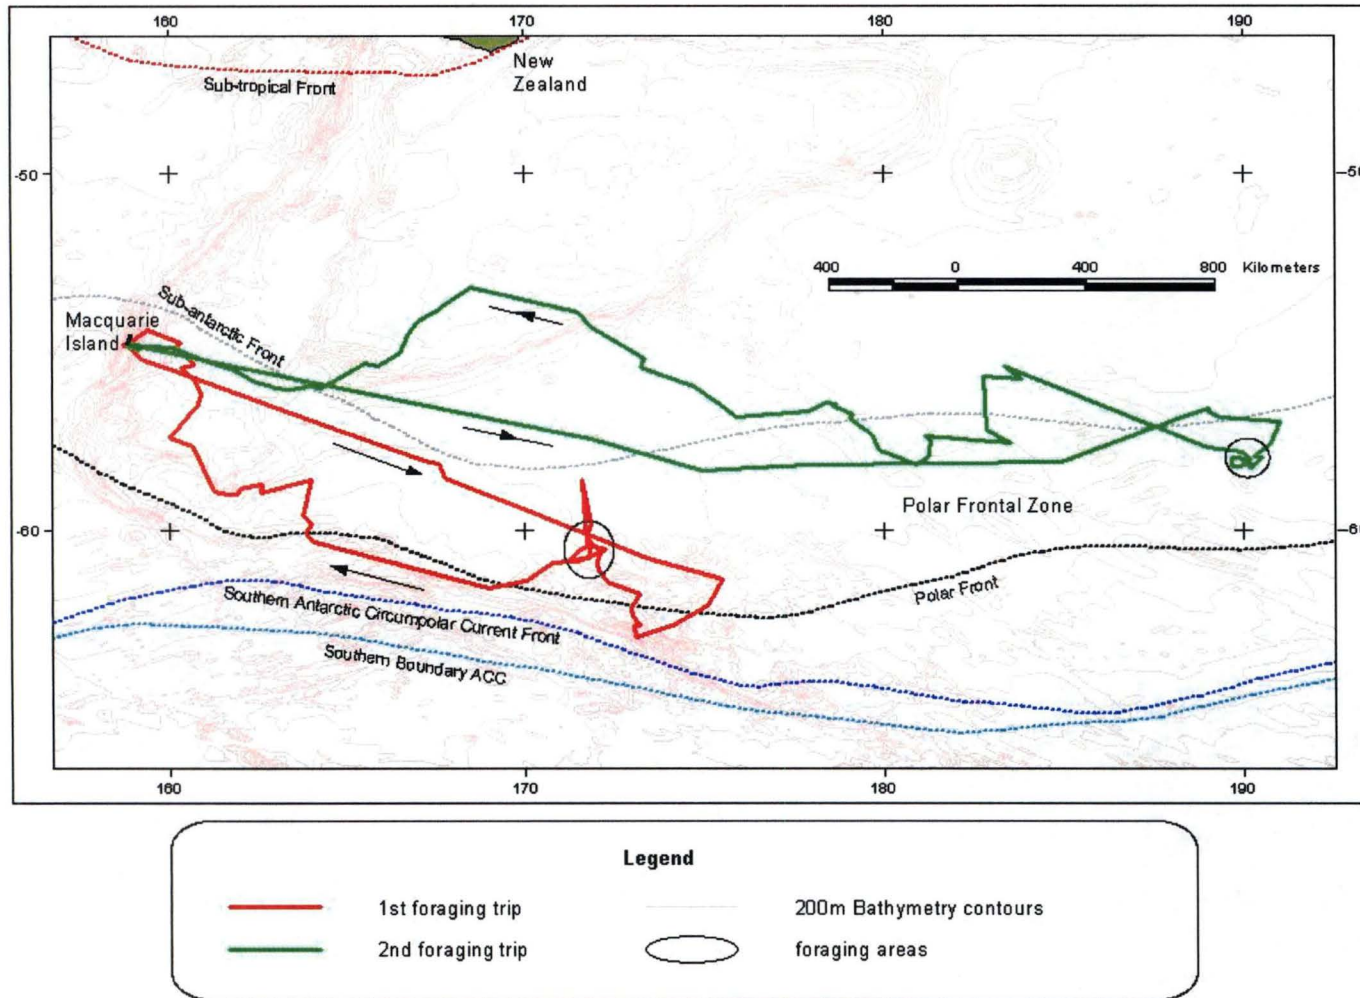 160 170 180 190
New
Zealand
Sub-tropical Front
-50 -50
400 0 400 800 Kilometers
Sub-antarctic Front
Macquarie
Island
Polar Frontal Zone
-60 -60
Polar Front
Southern Antarctic Circumpolar Current Front
Southern Boundary ACC
160 170 180 190
Legend
1st foraging trip 200m Bathymetry contours
2nd foraging trip foraging areas